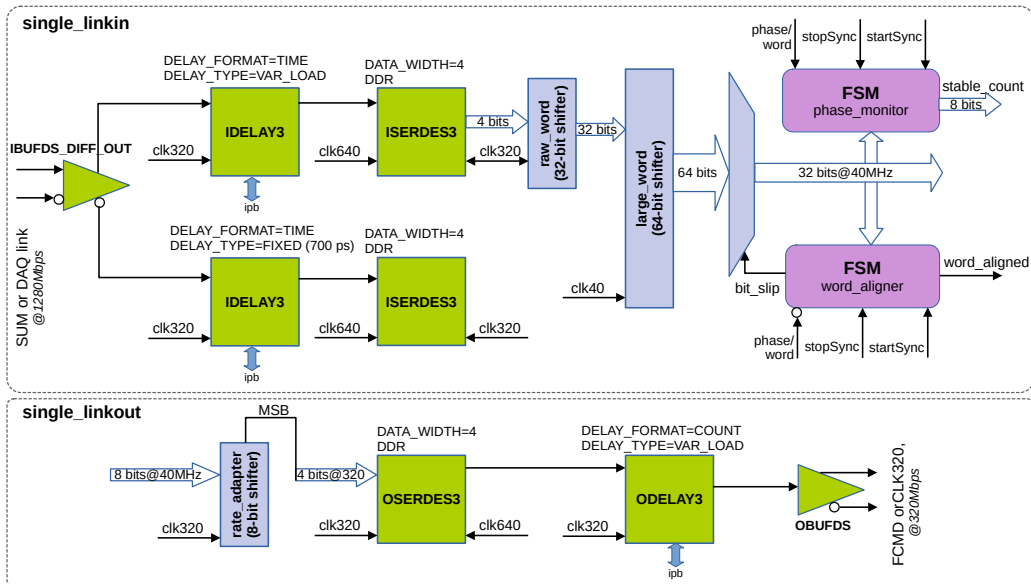 single_linkin
DELAY_FORMAT=TIME
DELAY_TYPE=VAR_LOAD
DATA_WIDTH=4
DDR
phase/
word
stopSync
startSync
IBUFDS_DIFF_OUT
IDELAY3
ISERDES3
4 bits
raw_word
(32-bit shifter)
32 bits
large_word
(64-bit shifter)
64 bits
FSM
phase_monitor
stable_count
8 bits
clk320
clk640
clk320
ipb
32 bits@40MHz
SUM or DAQ link
@1280Mbps
DELAY_FORMAT=TIME
DELAY_TYPE=FIXED (700 ps)
DATA_WIDTH=4
DDR
IDELAY3
ISERDES3
clk40
bit_slip
FSM
word_aligner
word_aligned
clk320
clk640
clk320
ipb
phase/
word
stopSync
startSync
single_linkout
MSB
DATA_WIDTH=4
DDR
DELAY_FORMAT=COUNT
DELAY_TYPE=VAR_LOAD
8 bits@40MHz
rate_adapter
(8-bit shifter)
4 bits@320
OSERDES3
ODELAY3
OBUFDS
FCMD orCLK320,
@320Mbps
clk320
clk320
clk640
clk320
ipb